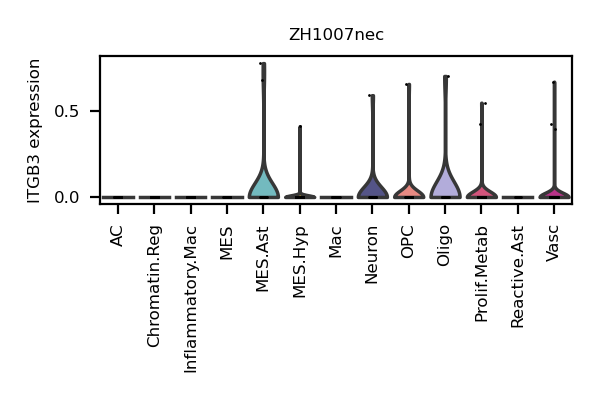 ZH1007nec
ITGB3 expression
0.5
0.0
AC
Chromatin.Reg
Inflammatory.Mac
MES
MES.Ast
MES.Hyp
Mac
Neuron
OPC
Oligo
Prolif.Metab
Reactive.Ast
Vasc